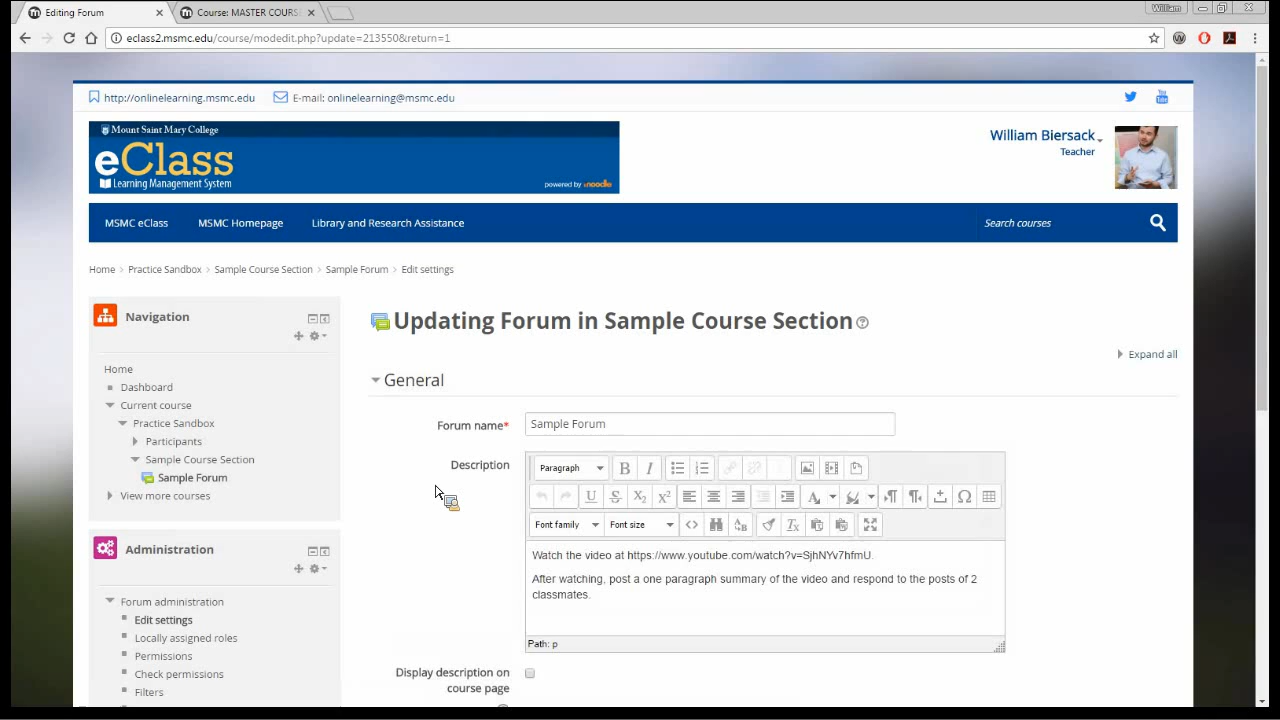 Editing Forum
Course: MASTER COURS
William
eclass2.msmc.edu/course/modedit.php?update=213550&return=1
http://onlinelearning.msmc.edu E-mail: onlinelearning@msmc.edu
Mount Saint Mary College
eClass
Learning Management System
powered by moodle
William Biersack
Teacher
MSMC eClass MSMC Homepage Library and Research Assistance Search courses
Home > Practice Sandbox > Sample Course Section > Sample Forum > Edit settings
Navigation
Home
Dashboard
Current course
Practice Sandbox
Participants
Sample Course Section
Sample Forum
View more courses
Administration
Forum administration
Edit settings
Locally assigned roles
Permissions
Check permissions
Filters
Updating Forum in Sample Course Section
Expand all
General
Forum name* Sample Forum
Description
Paragraph
Font family Font size
Watch the video at https://www.youtube.com/watch?v=SjhNYv7hfmU.
After watching, post a one paragraph summary of the video and respond to the posts of 2
classmates.
Path: p
Display description on
course page